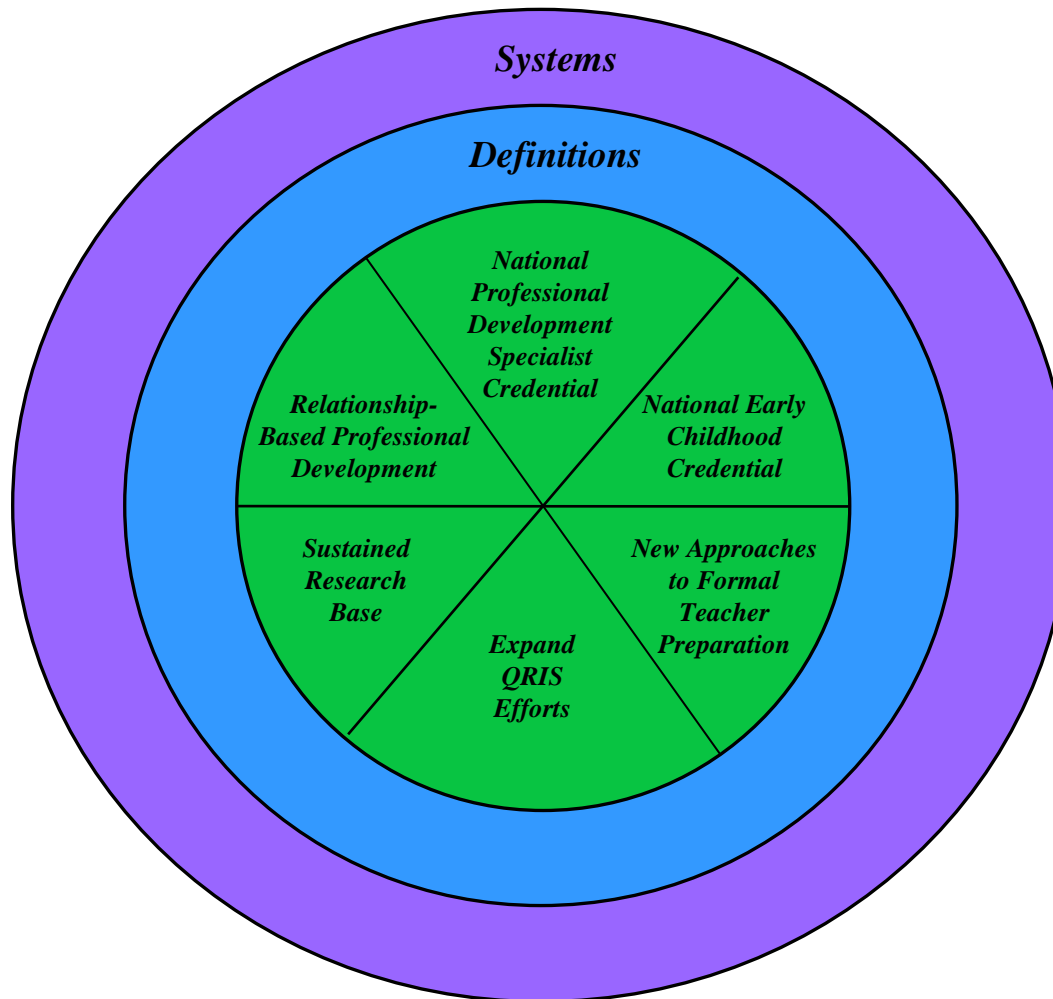 Systems
Definitions
National
Professional
Development
Specialist
Credential
National Early
Childhood
Credential
New Approaches
to Formal
Teacher
Preparation
Expand
QRIS
Efforts
Sustained
Research
Base
Relationship-
Based Professional
Development